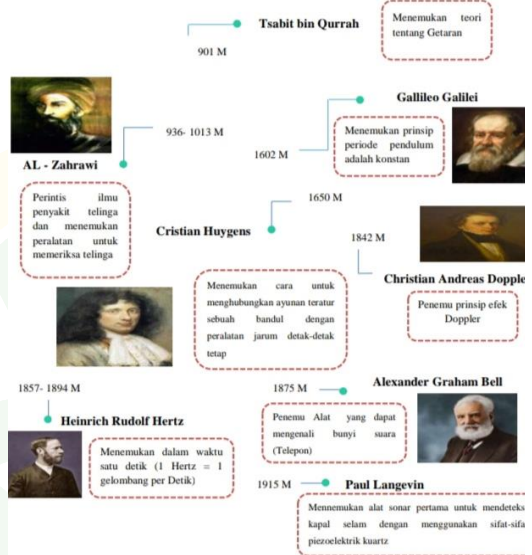 Tsabit bin Qurrah
Menemukan teori
tentang Getaran
901 M
936- 1013 M
AL - Zahrawi
Perintis ilmu
penyakit telinga
dan menemukan
peralatan untuk
memeriksa telinga
Gallileo Galilei
1602 M
Menemukan prinsip
periode pendulum
adalah konstan
1650 M
Cristian Huygens
Menemukan cara untuk
menghubungkan ayunan teratur
sebuah bandul dengan
peralatan jarum detak-detak
tetap
1842 M
Christian Andreas Dopple
Penemu prinsip efek
Doppler
1857- 1894 M
Heinrich Rudolf Hertz
Menemukan dalam waktu
satu detik (1 Hertz = 1
gelombang per Detik)
1875 M
Alexander Graham Bell
Penemu Alat yang dapat
mengenali bunyi suara
(Telepon)
1915 M
Paul Langevin
Mennemukan alat sonar pertama untuk mendeteks
kapal selam dengan menggunakan sifat-sifa
piezoelektrik kuartz